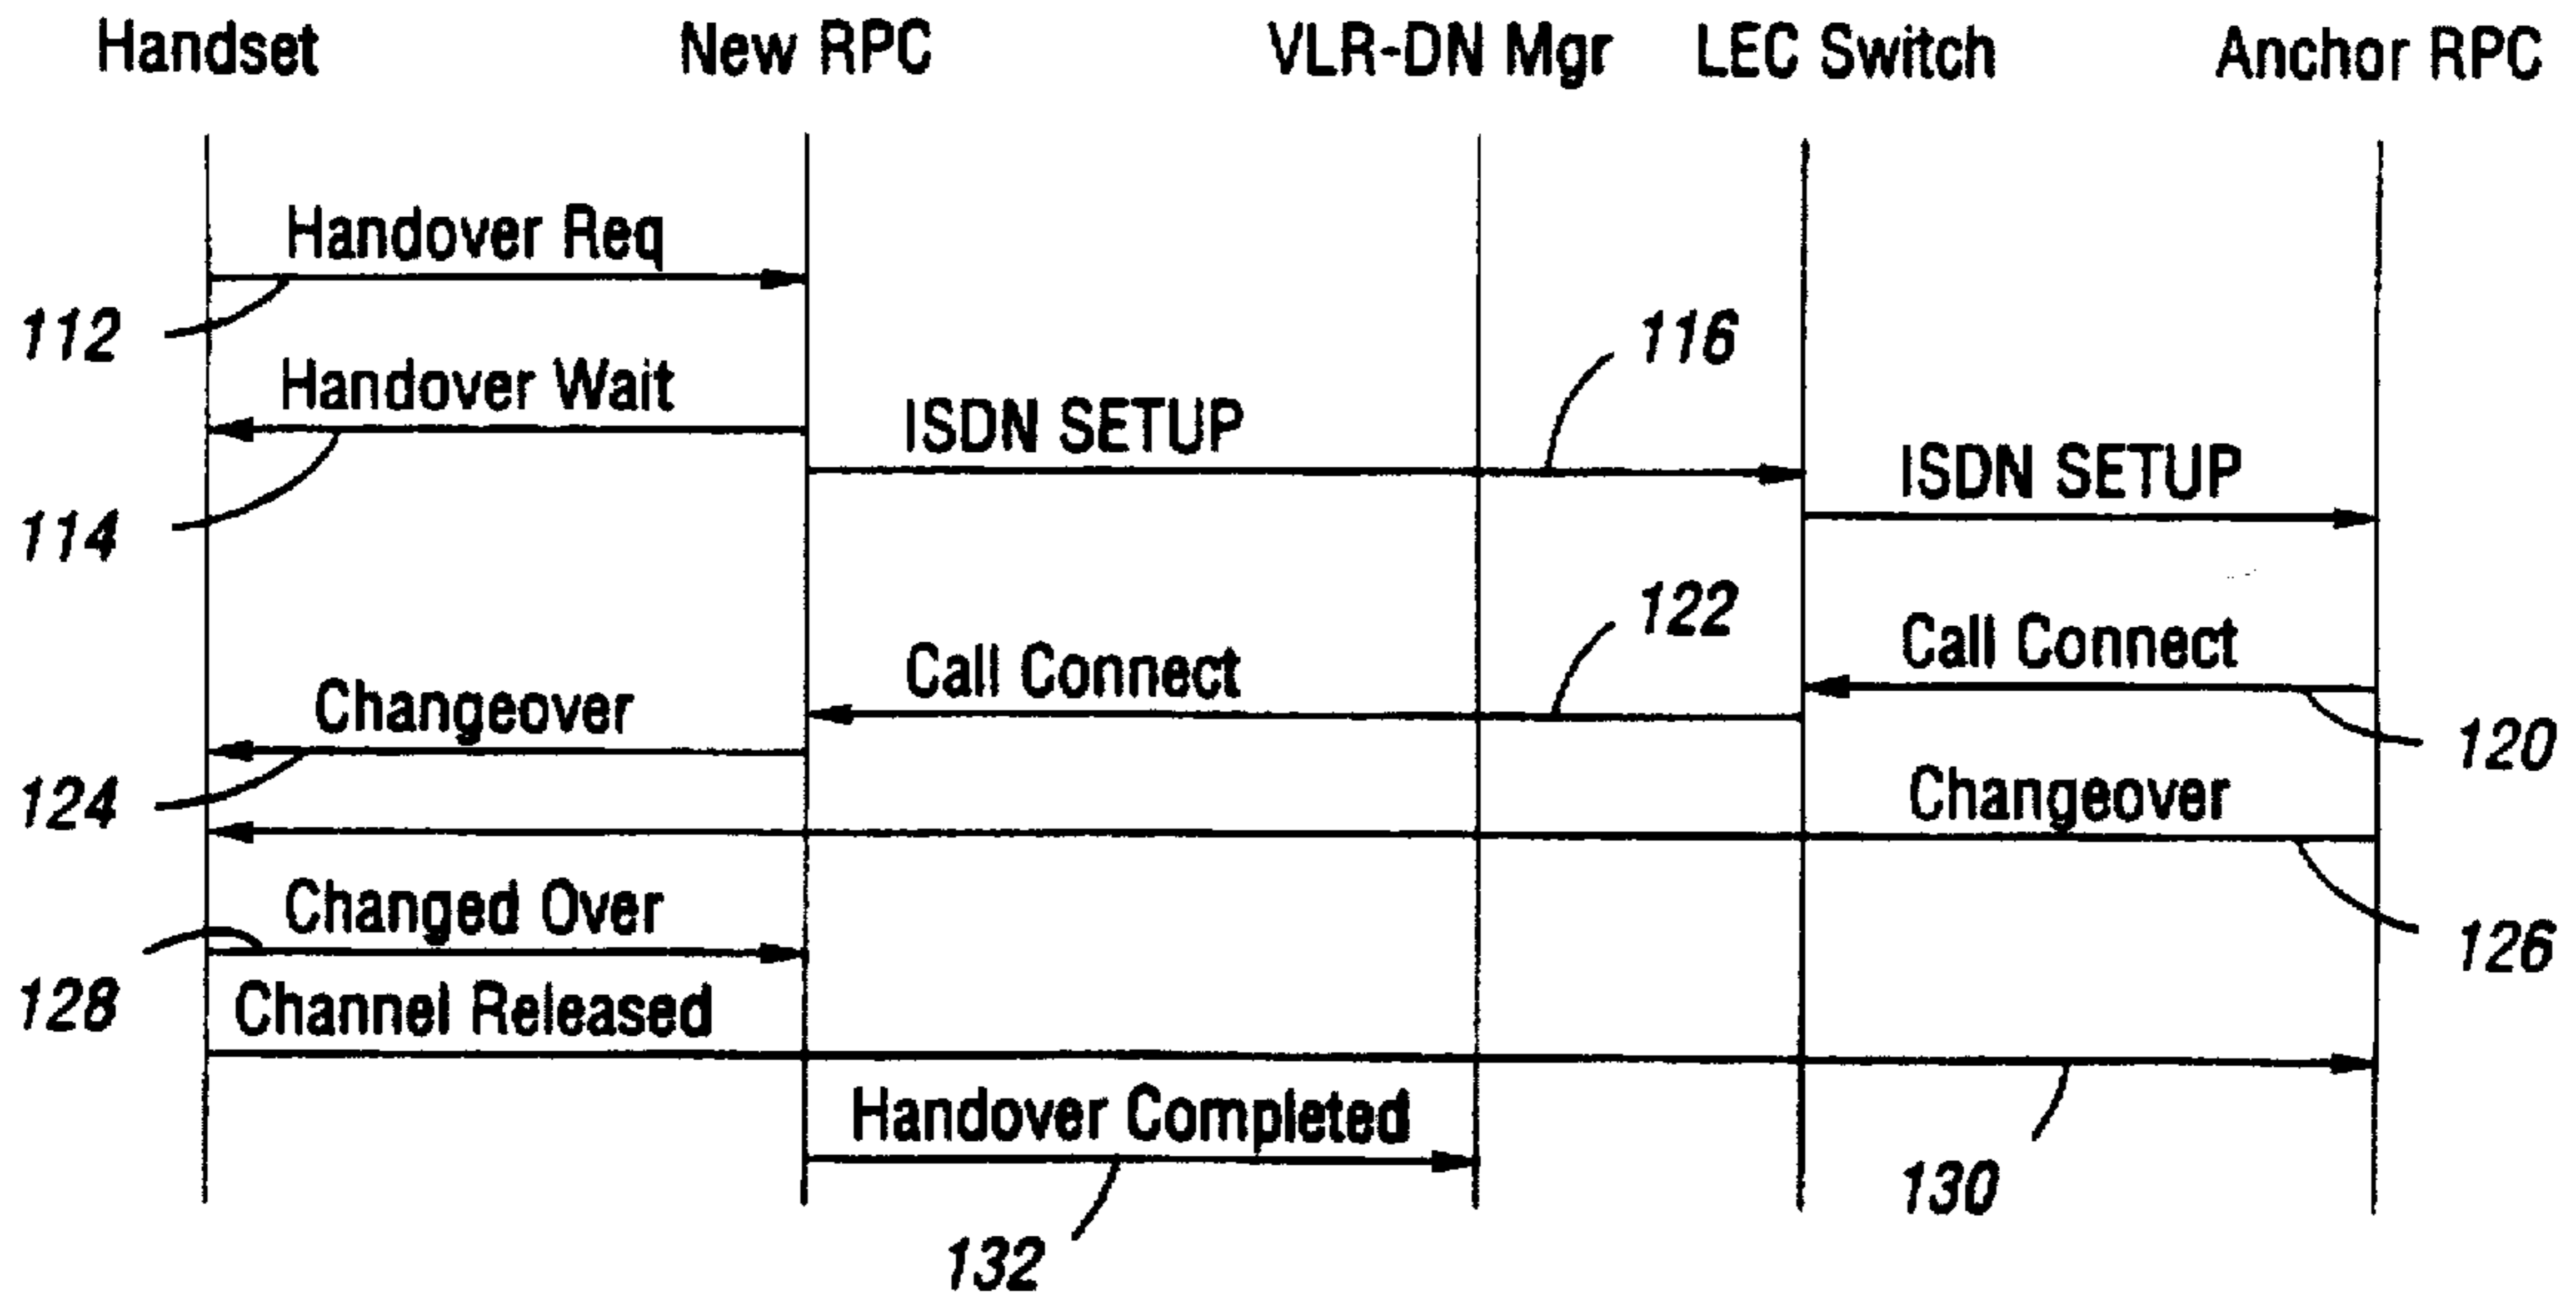 Handset New RPC VLR-DN Mgr LEC Switch Anchor RPC
Handover Req
112
116
Handover Wait
ISDN SETUP
ISDN SETUP
114
122
Call Connect
Call Connect
Changeover
120
124
Changeover
Changed Over
126
128
Channel Released
Handover Completed
130
132